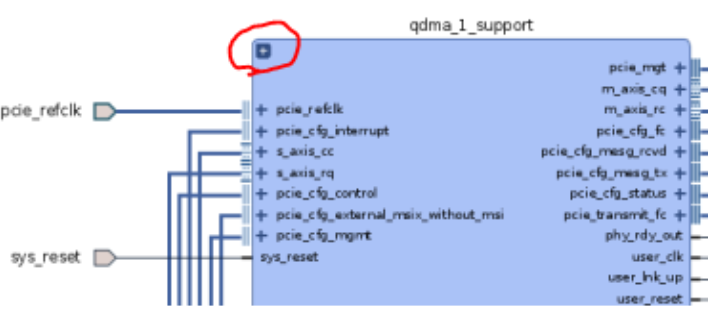 qdma_1_support
pcie_mgt
m_axis_cq
pcie_refclk
pcie_refclk
m_axis_rc
pcie_cfg_interrupt
pcie_cfg_fc
s_axis_cc
pcie_cfg_mesg_rcvd
s_axis_rq
pcie_cfg_mesg_tx
pcie_cfg_control
pcie_cfg_status
pcie_cfg_external_msix_without_msi
pcie_transmit_fc
pcie_cfg_mgmt
phy_rdy_out
sys_reset
sys_reset
user_clk
user_lnk_up
user_reset